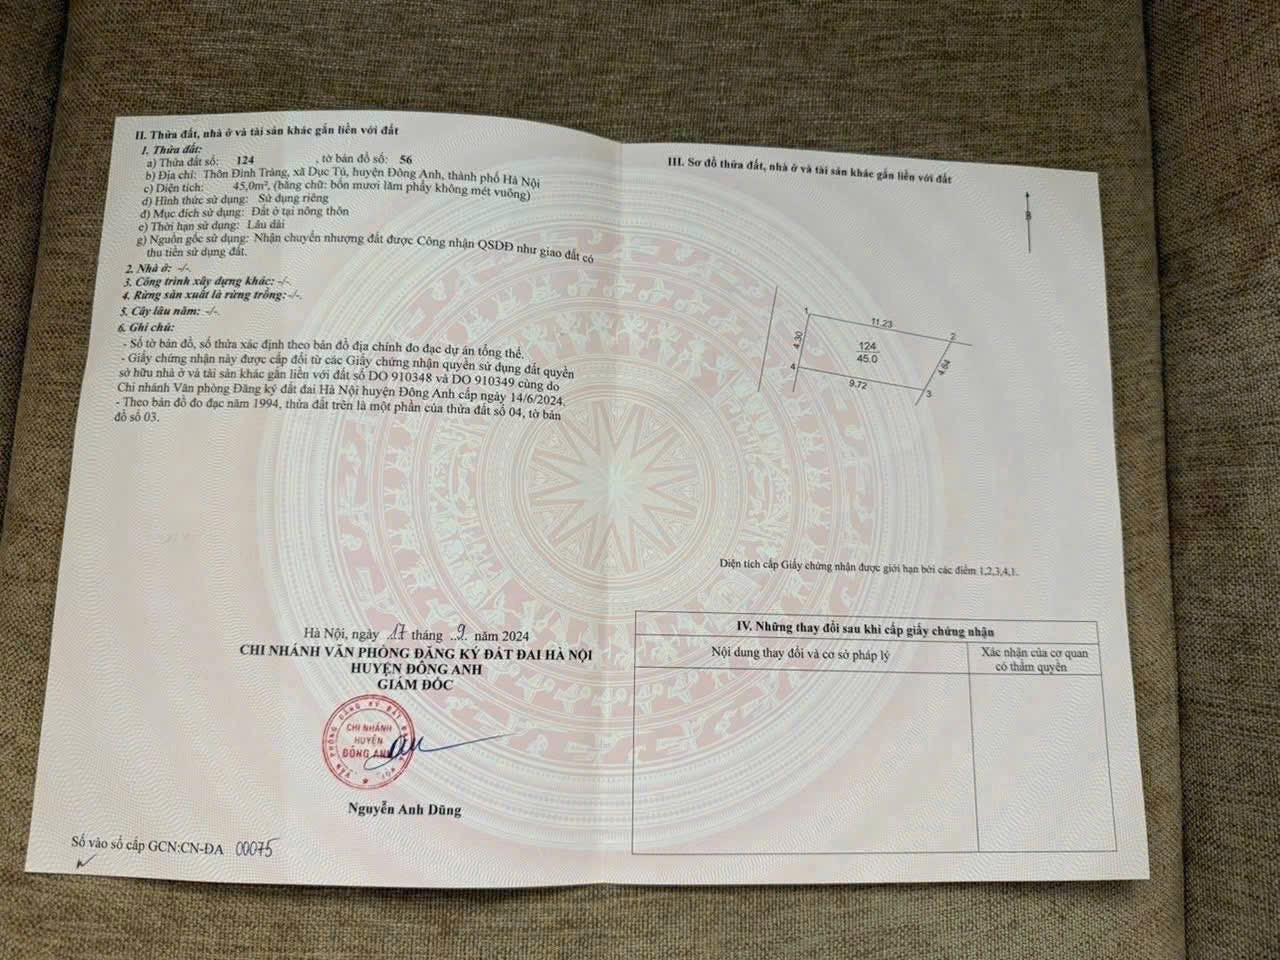 II. Thửa đất, nhà ở và tài sản khác gắn liền với đất
1. Thửa đất:
a) Thửa đất số: 124 , tờ bản đồ số: 56
b) Địa chỉ: Thôn Đình Tràng, xã Dục Tú, huyện Đông Anh, thành phố Hà Nội
c) Diện tích: 45,0m², (bằng chữ: bốn mươi lăm phẩy không mét vuông)
d) Hình thức sử dụng: Sử dụng riêng
đ) Mục đích sử dụng: Đất ở tại nông thôn
e) Thời hạn sử dụng: Lâu dài
g) Nguồn gốc sử dụng: Nhận chuyển nhượng đất được Công nhận QSDĐ như giao đất có
thu tiền sử dụng đất.
2. Nhà ở: -/-.
3. Công trình xây dựng khác: -/-.
4. Rừng sản xuất là rừng trồng: -/-.
5. Cây lâu năm: -/-.
6. Ghi chú:
- Số tờ bản đồ, số thửa xác định theo bản đồ địa chính đo đạc dự án tổng thể.
- Giấy chứng nhận này được cấp đổi từ các Giấy chứng nhận quyền sử dụng đất quyền
sở hữu nhà ở và tài sản khác gắn liền với đất số DO 910348 và DO 910349 cùng do
Chi nhánh Văn phòng Đăng ký đất đai Hà Nội huyện Đông Anh cấp ngày 14/6/2024.
- Theo bản đồ đo đạc năm 1994, thửa đất trên là một phần của thửa đất số 04, tờ bản
đồ số 03.
Hà Nội, ngày 17 tháng 9 năm 2024
CHI NHÁNH VĂN PHÒNG ĐĂNG KÝ ĐẤT ĐAI HÀ NỘI
HUYỆN ĐÔNG ANH
GIÁM ĐỐC
CHI NHÁNH
HUYỆN
ĐÔNG ANH
Nguyễn Anh Dũng
Số vào sổ cấp GCN:CN-ĐA 00075
III. Sơ đồ thửa đất, nhà ở và tài sản khác gắn liền với đất
B
1
11.23
2
4.30
124
45.0
4.64
4
9.72
3
Diện tích cấp Giấy chứng nhận được giới hạn bởi các điểm 1,2,3,4,1.
IV. Những thay đổi sau khi cấp giấy chứng nhận
Nội dung thay đổi và cơ sở pháp lý
Xác nhận của cơ quan
có thẩm quyền